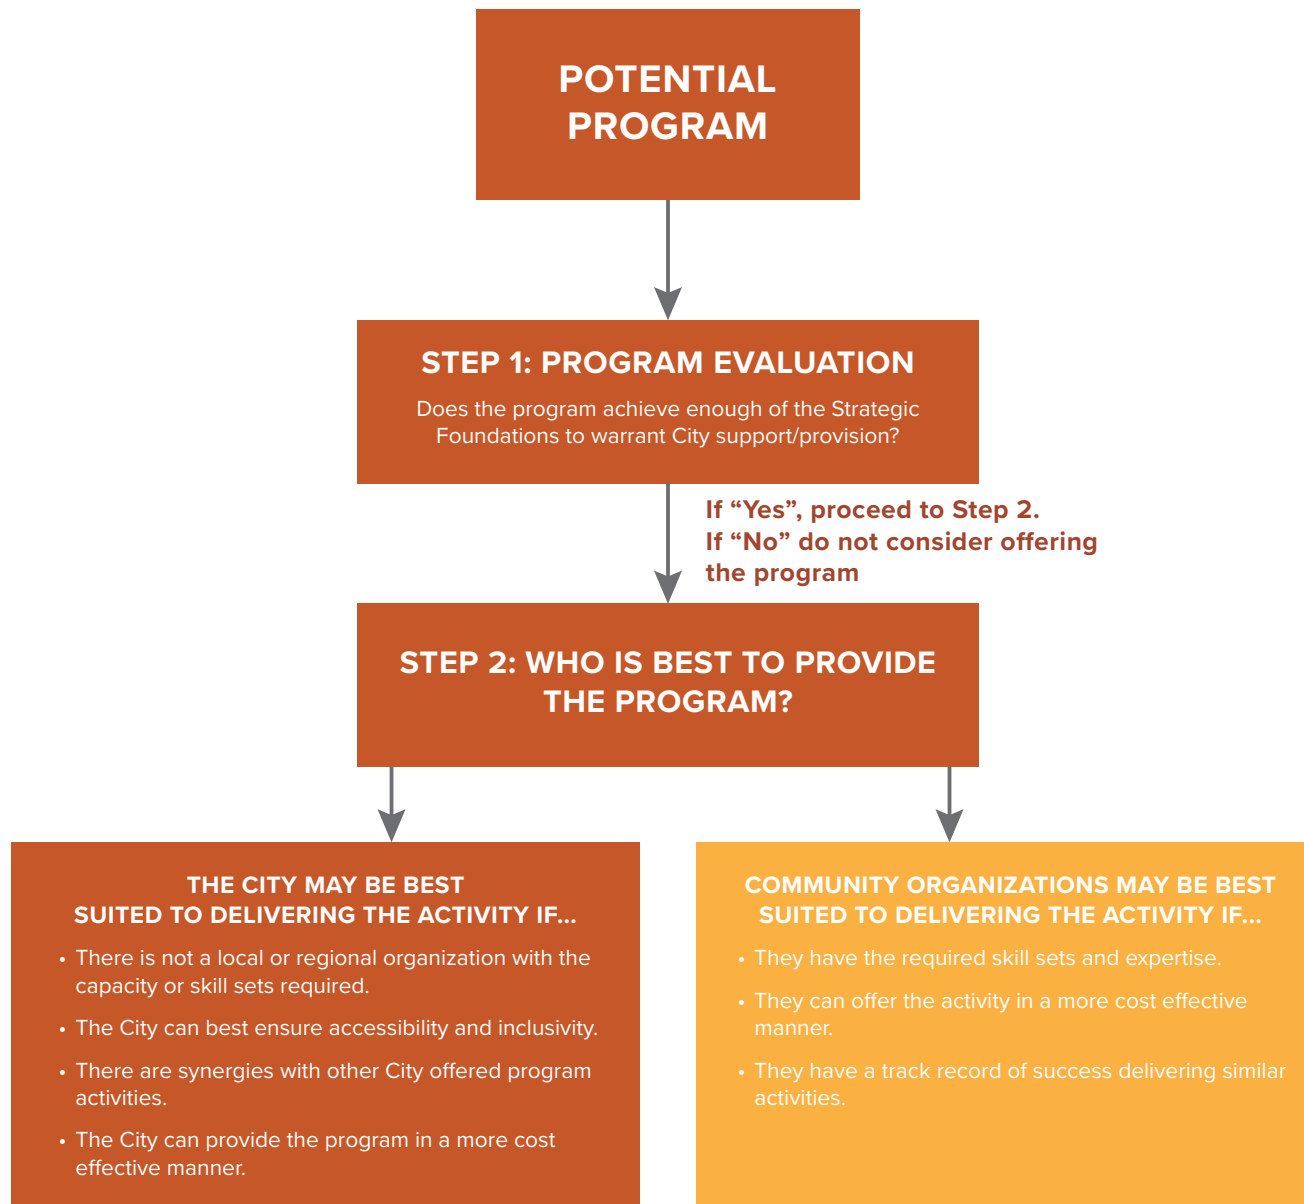 POTENTIAL
PROGRAM
STEP 1: PROGRAM EVALUATION
Does the program achieve enough of the Strategic
Foundations to warrant City support/provision?
If “Yes”, proceed to Step 2.
If “No” do not consider offering
the program
STEP 2: WHO IS BEST TO PROVIDE
THE PROGRAM?
THE CITY MAY BE BEST
SUITED TO DELIVERING THE ACTIVITY IF...
• There is not a local or regional organization with the
capacity or skill sets required.
• The City can best ensure accessibility and inclusivity.
• There are synergies with other City offered program
activities.
• The City can provide the program in a more cost
effective manner.
COMMUNITY ORGANIZATIONS MAY BE BEST
SUITED TO DELIVERING THE ACTIVITY IF...
• They have the required skill sets and expertise.
• They can offer the activity in a more cost effective
manner.
• They have a track record of success delivering similar
activities.